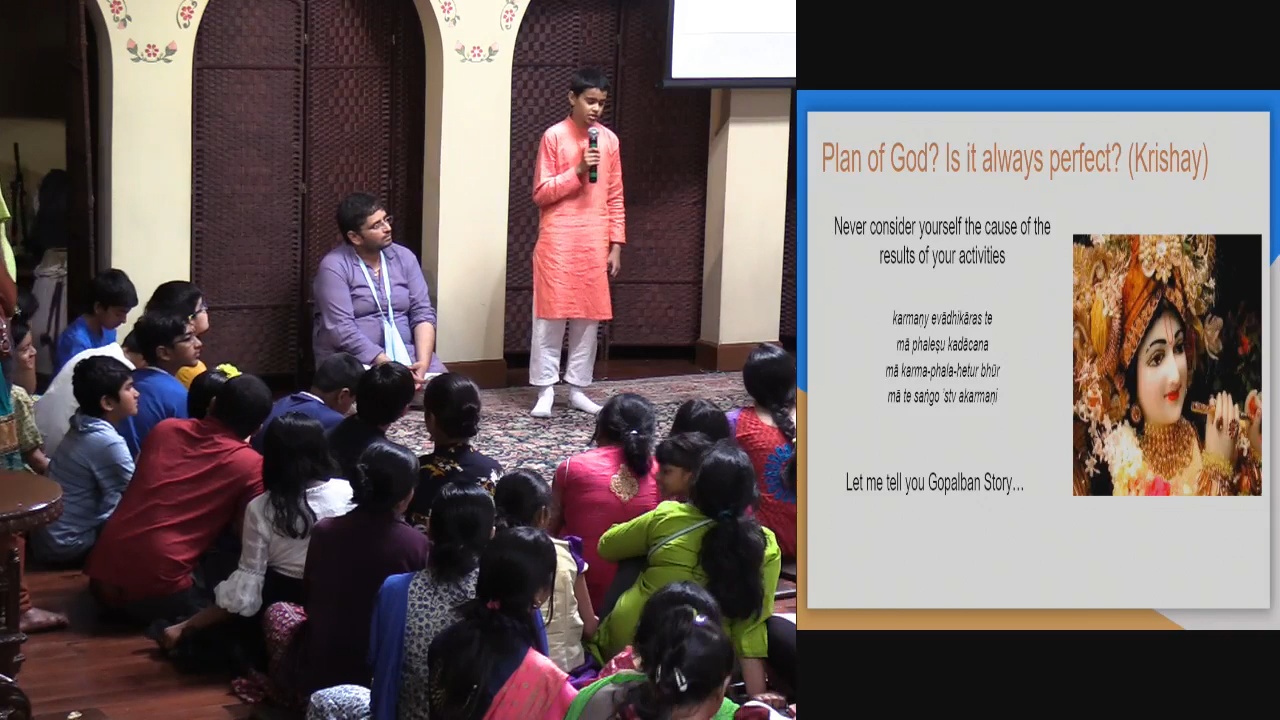 Plan of God? Is it always perfect? (Krishay)
Never consider yourself the cause of the
results of your activities
karmaṇy evādhikāras te
mā phaleṣu kadācana
mā karma-phala-hetur bhūr
mā te saṅgo 'stv akarmaṇi
Let me tell you Gopalban Story…